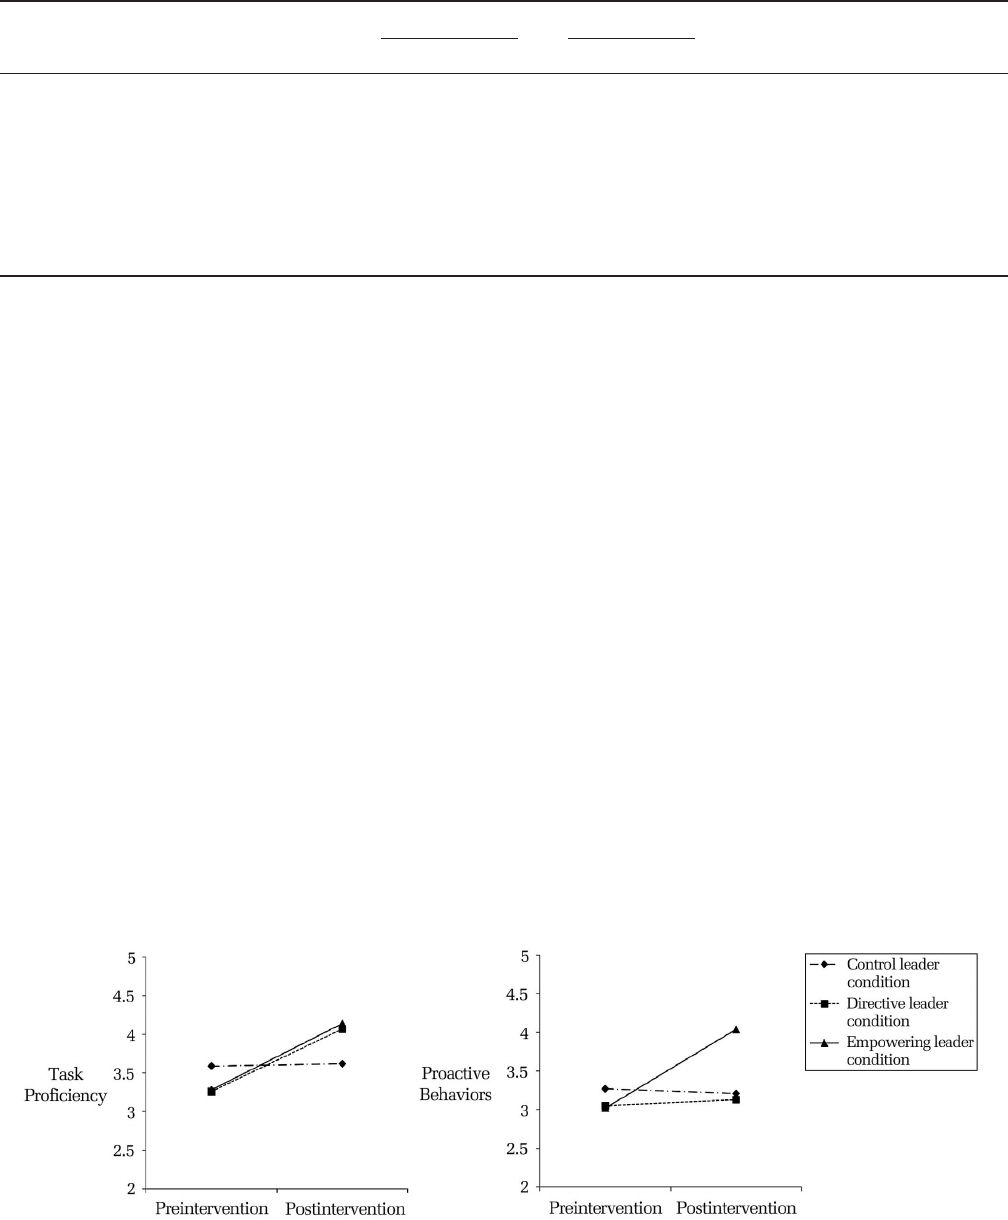 5
4.5
4
3.5
3
2.5
2
Task
Proficiency
Preintervention Postintervention
5
4.5
4
3.5
3
2.5
2
Proactive
Behaviors
Preintervention Postintervention
Control leader
condition
Directive leader
condition
Empowering leader
condition